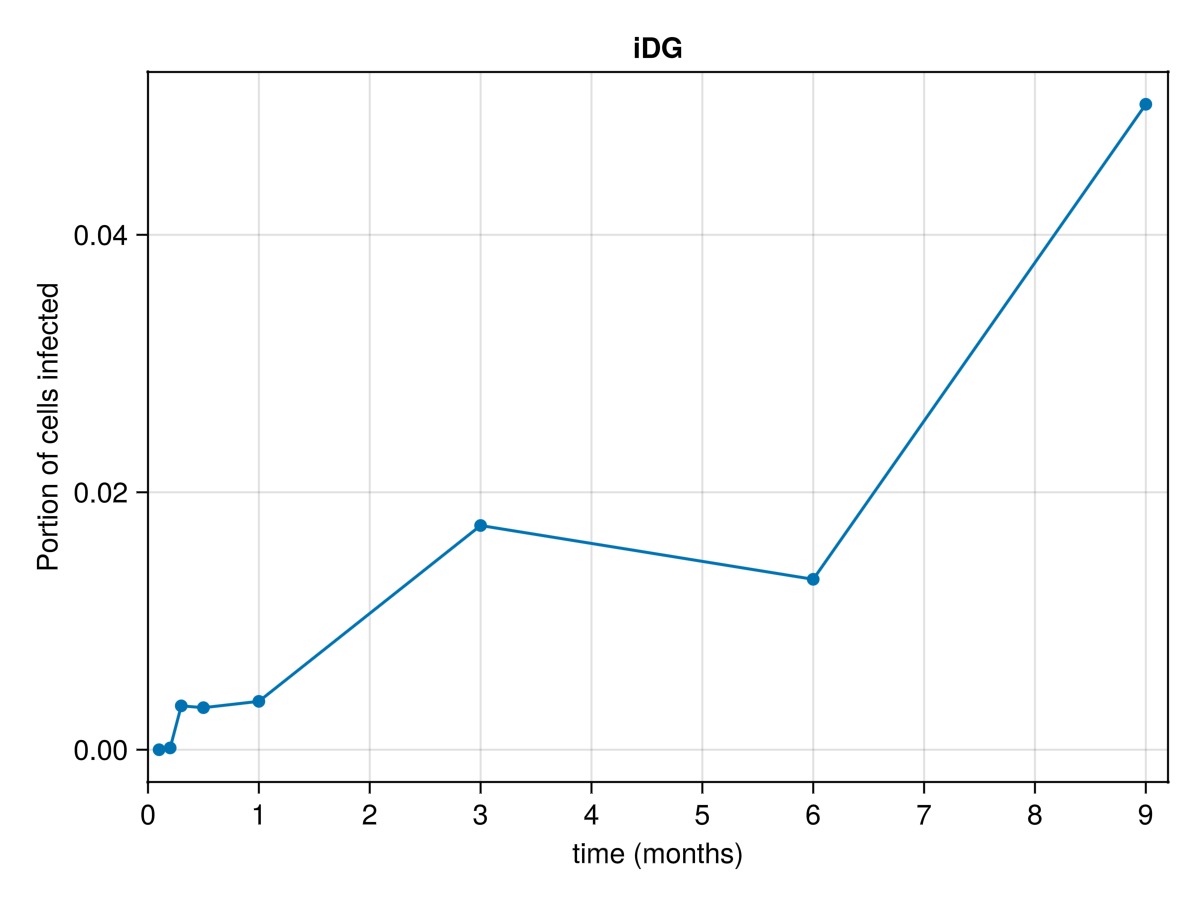 iDG
Portion of cells infected
0.04
0.02
0.00
0 1 2 3 4 5 6 7 8 9
time (months)